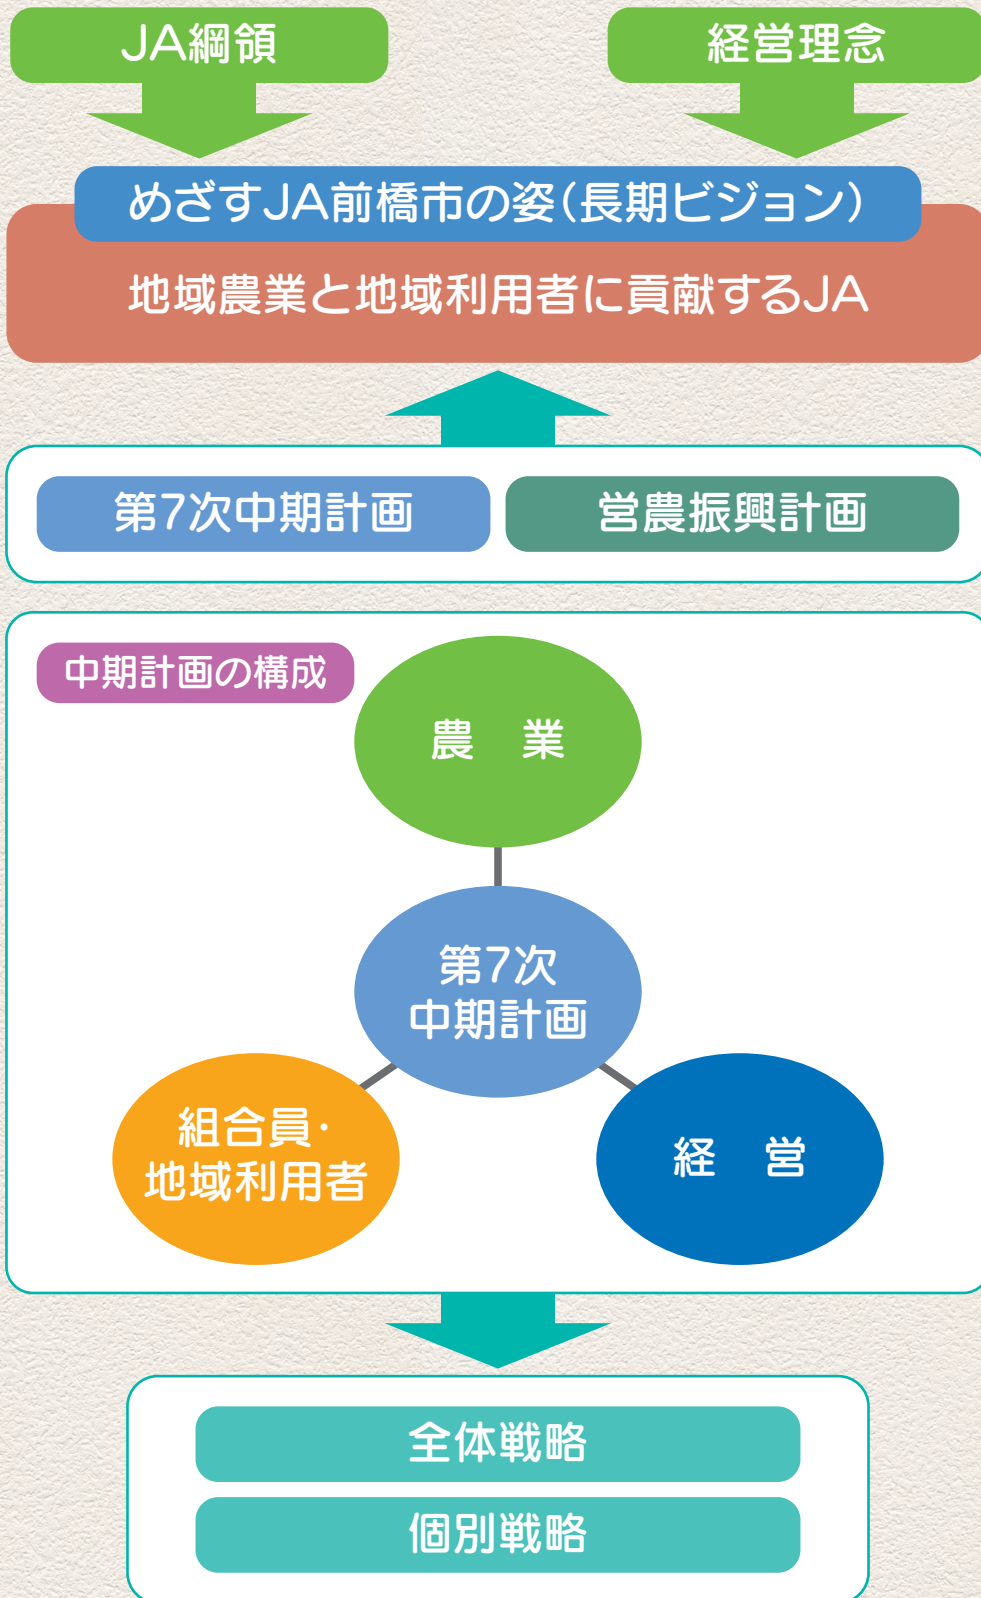 JA綱領
経営理念
めざすJA前橋市の姿(長期ビジョン)
地域農業と地域利用者に貢献するJA
第7次中期計画
営農振興計画
中期計画の構成
農　業
第7次
中期計画
組合員・
地域利用者
経　営
全体戦略
個別戦略